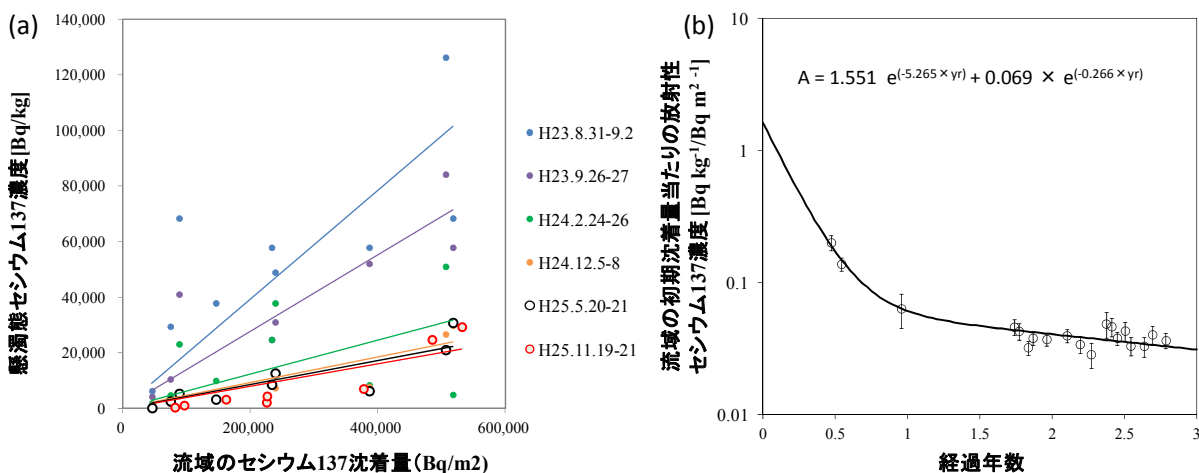 (a)
140,000
120,000
100,000
80,000
60,000
40,000
20,000
0
懸濁態セシウム137濃度[Bq/kg]
0
200,000
400,000
600,000
流域のセシウム137沈着量(Bq/m2)
H23.8.31-9.2
H23.9.26-27
H24.2.24-26
H24.12.5-8
H25.5.20-21
H25.11.19-21
(b)
流域の初期沈着量当たりの放射性
セシウム137濃度[Bq kg-1/Bq m-2 -1]
10
1
0.1
0.01
A = 1.551 e(-5.265×yr) + 0.069 × e(-0.266×yr)
0
0.5
1
1.5
2
2.5
3
経過年数